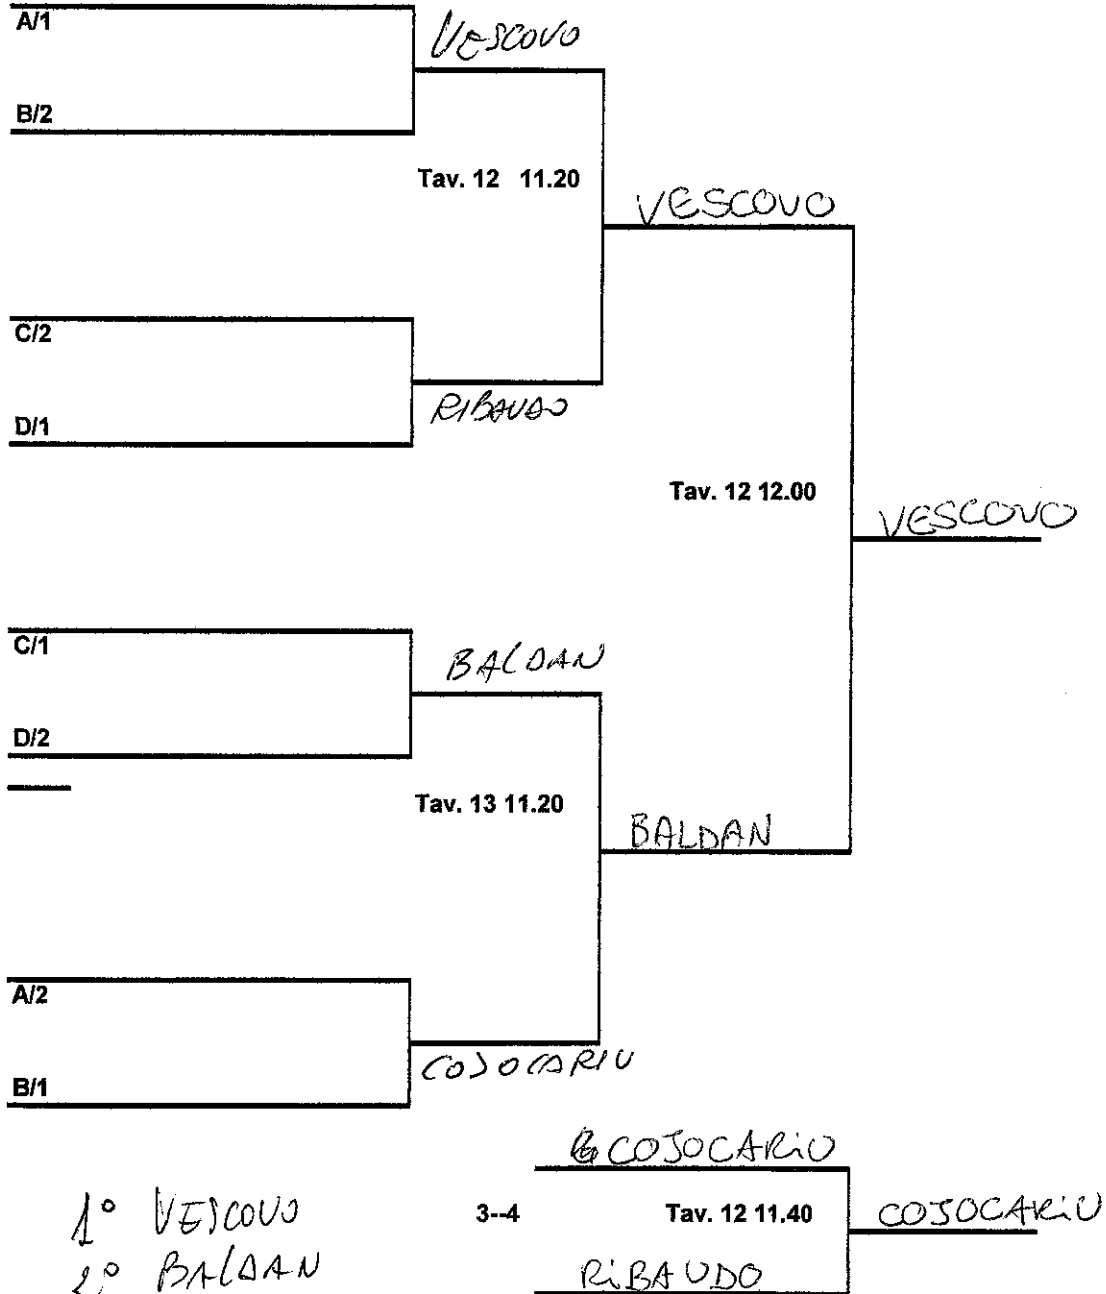 A/1
VESCOVO
B/2
Tav. 12 11.20
VESCOVO
C/2
RIBAUDO
D/1
Tav. 12 12.00
VESCOVO
C/1
BALDAN
D/2
Tav. 13 11.20
BALDAN
A/2
COJOCARIU
B/1
COJOCARIU
1° VESCOVO
3--4
Tav. 12 11.40
COJOCARIU
2° BALDAN
RIBAUDO